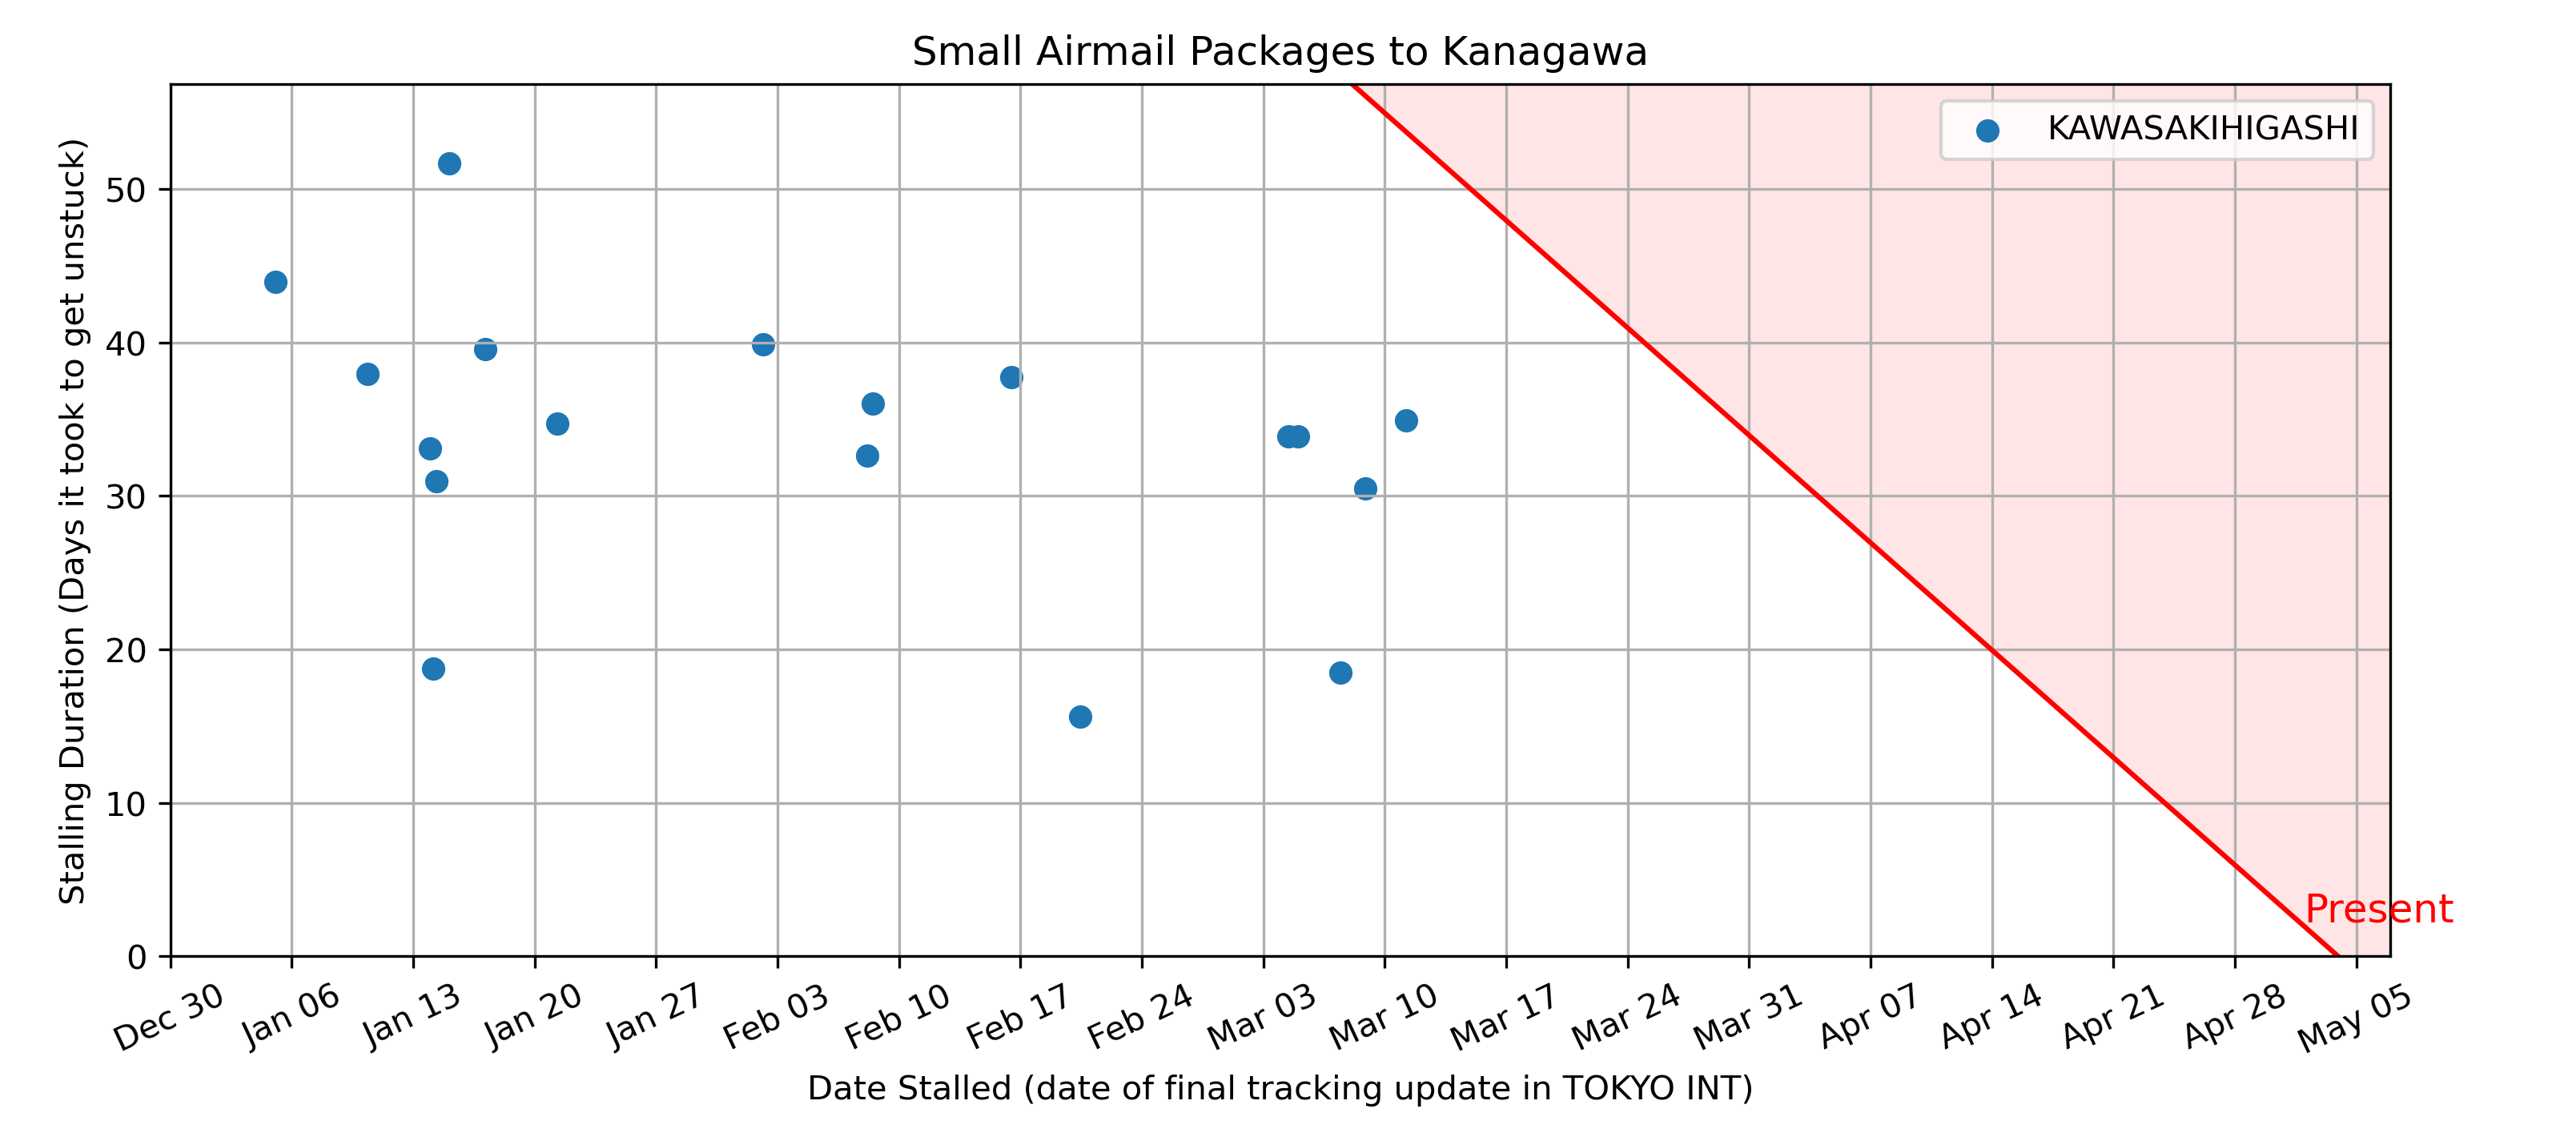 Small Airmail Packages to Kanagawa
KAWASAKIHIGASHI
Stalling Duration (Days it took to get unstuck)
50
40
30
20
10
0
Present
Dec 30
Jan 06
Jan 13
Jan 20
Jan 27
Feb 03
Feb 10
Feb 17
Feb 24
Mar 03
Mar 10
Mar 17
Mar 24
Mar 31
Apr 07
Apr 14
Apr 21
Apr 28
May 05
Date Stalled (date of final tracking update in TOKYO INT)